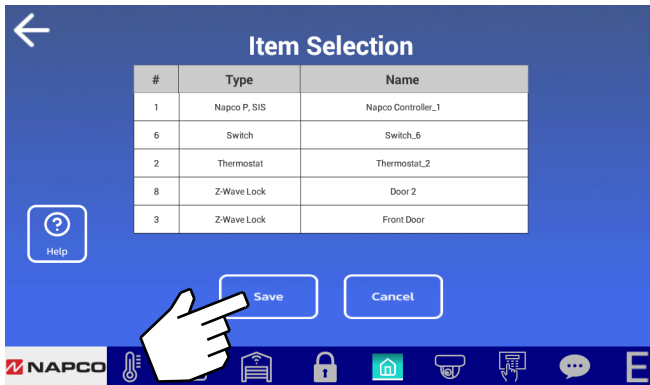 Item Selection
# Type Name
1 Napco P, SIS Napco Controller_1
6 Switch Switch_6
2 Thermostat Thermostat_2
8 Z-Wave Lock Door 2
3 Z-Wave Lock Front Door
Help
Save Cancel
NAPCO E